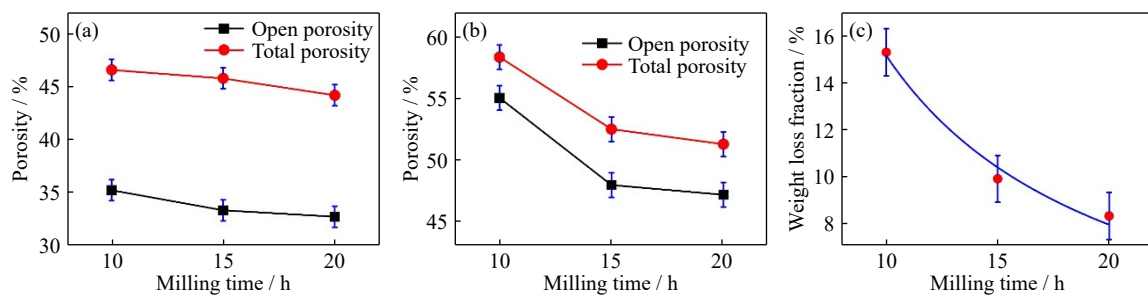 (a)
Open porosity
Total porosity
Porosity / %
50
45
40
35
30
10 15 20
Milling time / h
(b)
Open porosity
Total porosity
Porosity / %
60
55
50
45
10 15 20
Milling time / h
(c)
Weight loss fraction / %
16
14
12
10
8
10 15 20
Milling time / h